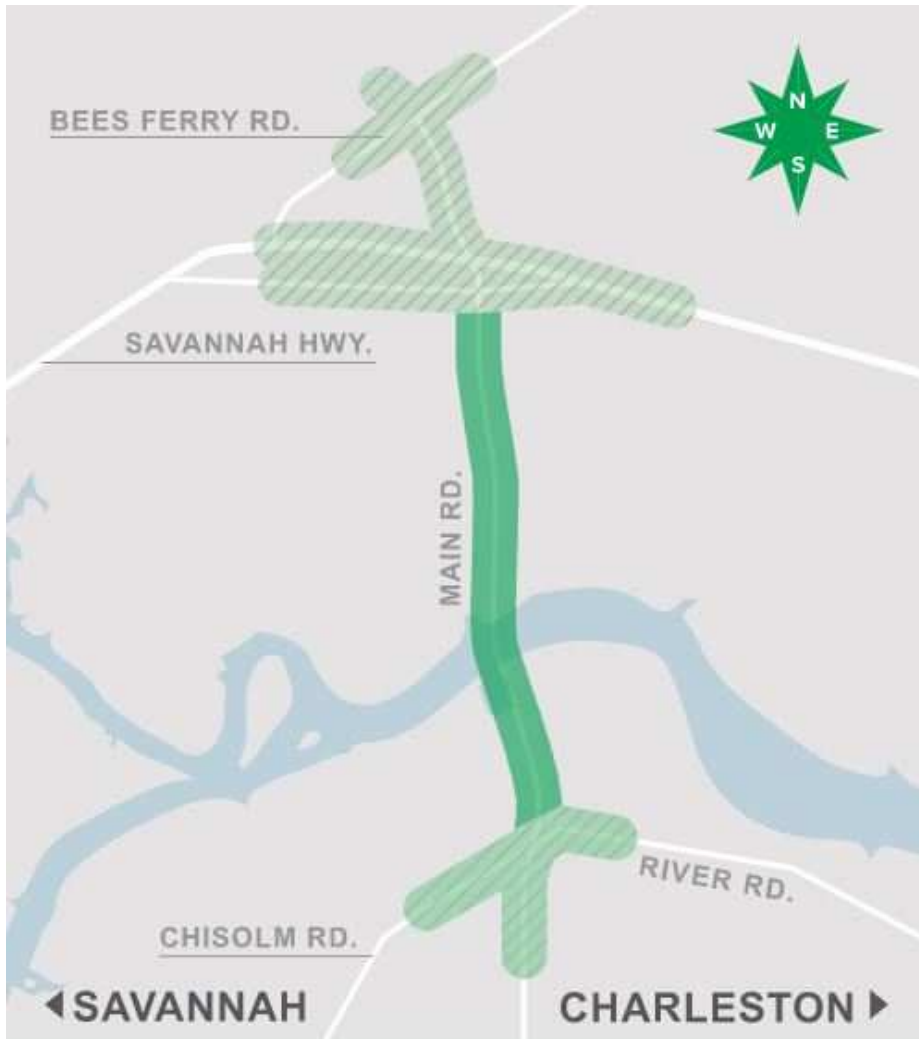 N
W E
S
BEES FERRY RD.
SAVANNAH HWY.
MAIN RD.
RIVER RD.
CHISOLM RD.
SAVANNAH
CHARLESTON